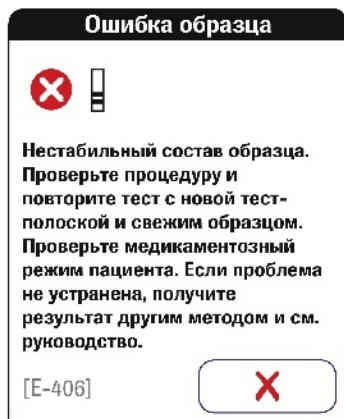 Ошибка образца
Нестабильный состав образца.
Проверьте процедуру и
повторите тест с новой тест-
полоской и свежим образцом.
Проверьте медикаментозный
режим пациента. Если проблема
не устранена, получите
результат другим методом и см.
руководство.
[E-406]